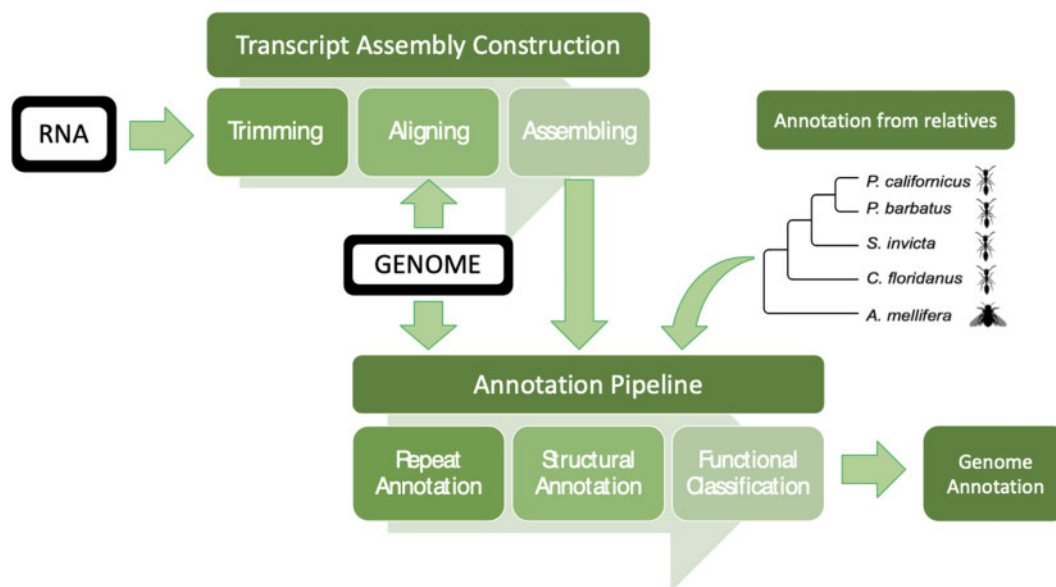 Transcript Assembly Construction
RNA
Trimming
Aligning
Assembling
Annotation from relatives
P. californicus
P. barbatus
S. invicta
C. floridanus
A. mellifera
GENOME
Annotation Pipeline
Repeat
Annotation
Structural
Annotation
Functional
Classification
Genome
Annotation